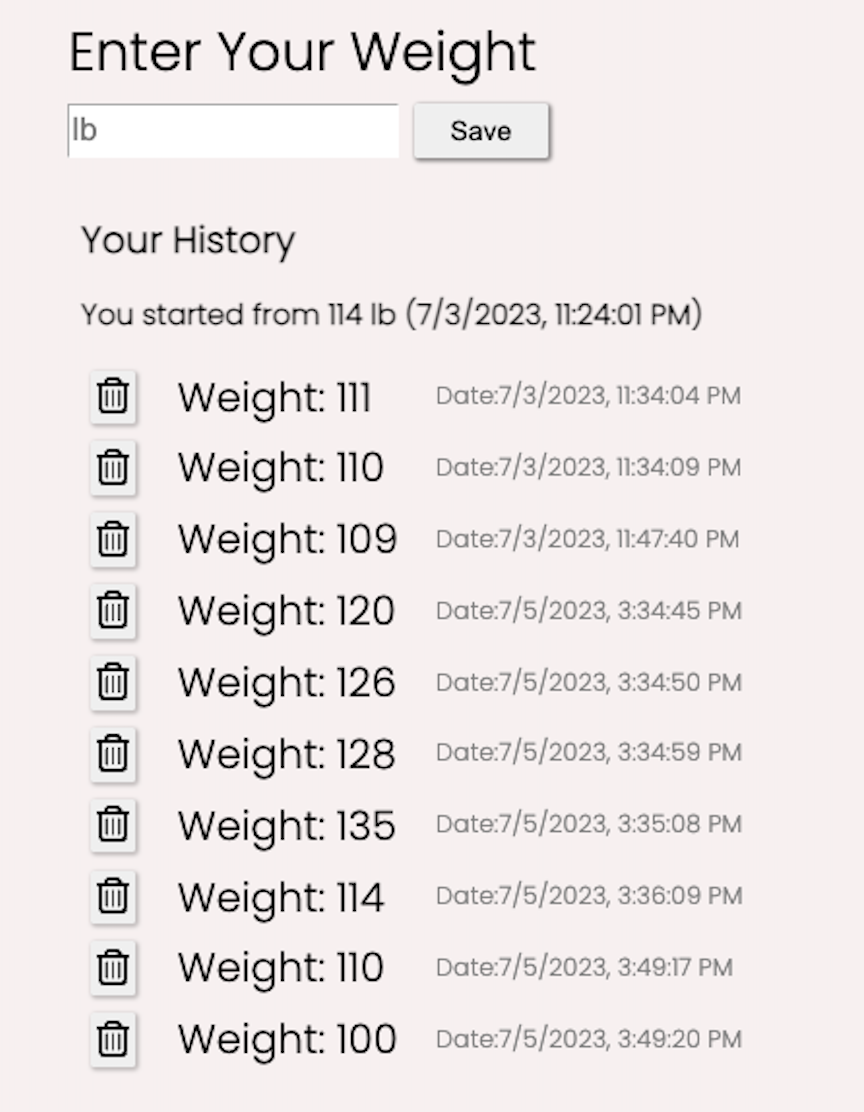 Enter Your Weight
lb Save
Your History
You started from 114 lb (7/3/2023, 11:24:01 PM)
Weight: 111 Date:7/3/2023, 11:34:04 PM
Weight: 110 Date:7/3/2023, 11:34:09 PM
Weight: 109 Date:7/3/2023, 11:47:40 PM
Weight: 120 Date:7/5/2023, 3:34:45 PM
Weight: 126 Date:7/5/2023, 3:34:50 PM
Weight: 128 Date:7/5/2023, 3:34:59 PM
Weight: 135 Date:7/5/2023, 3:35:08 PM
Weight: 114 Date:7/5/2023, 3:36:09 PM
Weight: 110 Date:7/5/2023, 3:49:17 PM
Weight: 100 Date:7/5/2023, 3:49:20 PM